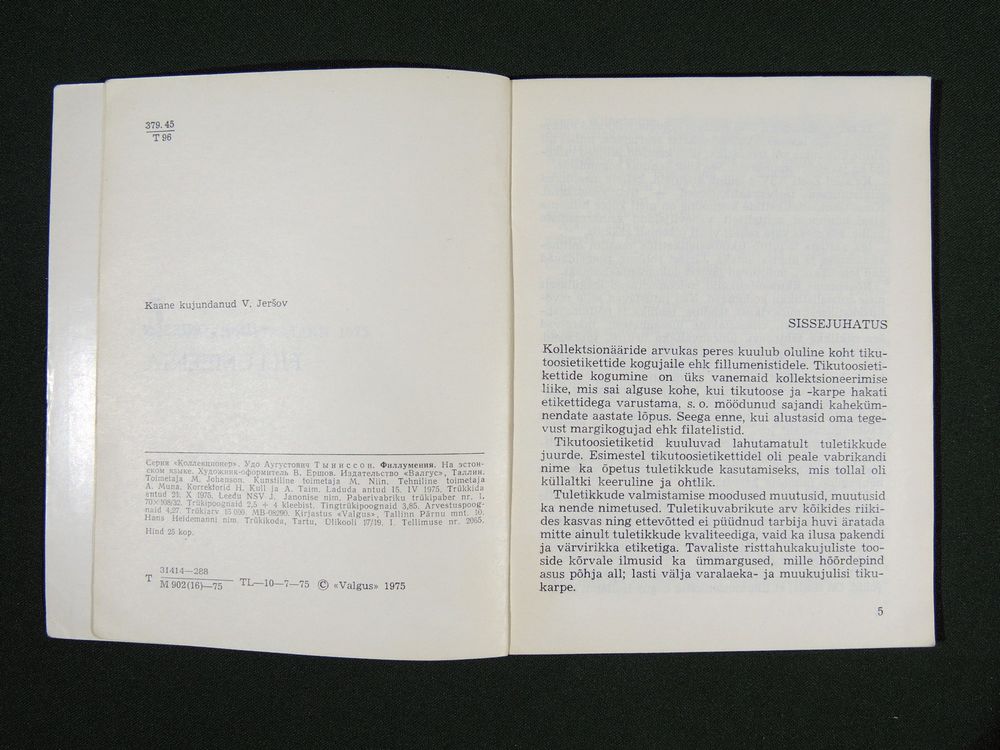 379.45
T 96
Kaane kujundanud V. Jeršov
Серия «Коллекционер». Удо Аугустович Тыниссон. Филлумения. На эстон-
ском языке. Художник-оформитель В. Ершов. Издательство «Валгус», Таллин.
Toimetaja M. Johanson. Kunstiline toimetaja M. Niin. Tehniline toimetaja
A. Muna. Korrektorid H. Kull ja A. Taim. Laduda antud 15. IV 1975. Trükkida
antud 21. X 1975. Leedu NSV J. Janonise nim. Paberivabriku trükipaber nr. 1,
70×108/32. Trükipoognaid 2,5 + 4 kleebist. Tingtrükipoognaid 3,85. Arvestuspoog-
naid 4,27. Trükiarv 15 000. MB-08290. Kirjastus «Valgus», Tallinn Pärnu mnt. 10.
Hans Heidemanni nim. Trükikoda, Tartu, Ülikooli 17/19. I. Tellimuse nr. 2065.
Hind 25 kop.
T 31414—288
M 902(16)—75 TL—10—7—75 © «Valgus» 1975
SISSEJUHATUS
Kollektsionääride arvukas peres kuulub oluline koht tiku-
toosietikettide kogujaile ehk fillumenistidele. Tikutoosieti-
kettide kogumine on üks vanemaid kollektsioneerimise
liike, mis sai alguse kohe, kui tikutoose ja -karpe hakati
etikettidega varustama, s. o. möödunud sajandi kaheküm-
nendate aastate lõpus. Seega enne, kui alustasid oma tege-
vust margikogujad ehk filatelistid.
Tikutoosietiketid kuuluvad lahutamatult tuletikkude
juurde. Esimestel tikutoosietikettidel oli peale vabrikandi
nime ka õpetus tuletikkude kasutamiseks, mis tollal oli
küllaltki keeruline ja ohtlik.
Tuletikkude valmistamise moodused muutusid, muutusid
ka nende nimetused. Tuletikuvabrikute arv kõikides riiki-
des kasvas ning ettevõtted ei püüdnud tarbija huvi äratada
mitte ainult tuletikkude kvaliteediga, vaid ka ilusa pakendi
ja värvirikka etiketiga. Tavaliste risttahukakujuliste too-
side kõrvale ilmusid ka ümmargused, mille hõõrdepind
asus põhja all; lasti välja varalaeka- ja muukujulisi tiku-
karpe.
5